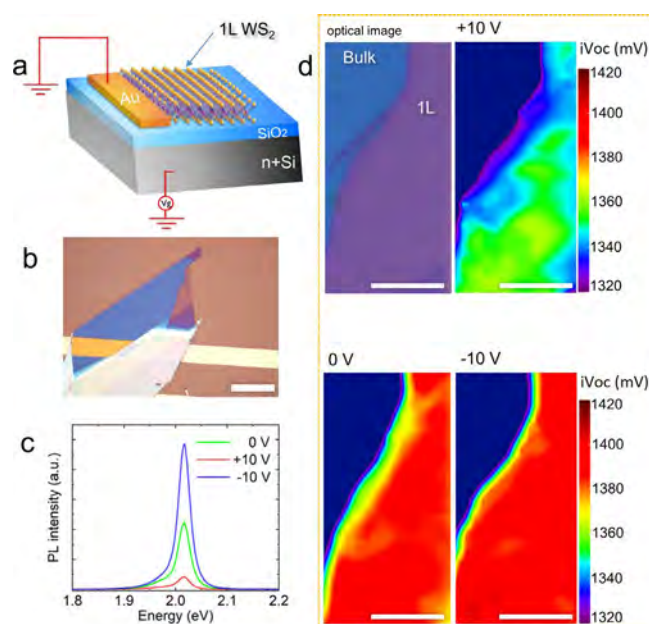 a
1L WS2
Au
SiO2
n+Si
Vg
b
c
PL intensity (a.u.)
0 V
+10 V
-10 V
1.8 1.9 2.0 2.1 2.2
Energy (eV)
d
optical image
Bulk
1L
+10 V
iVoc (mV)
1420
1400
1380
1360
1340
1320
0 V
-10 V
iVoc (mV)
1420
1400
1380
1360
1340
1320